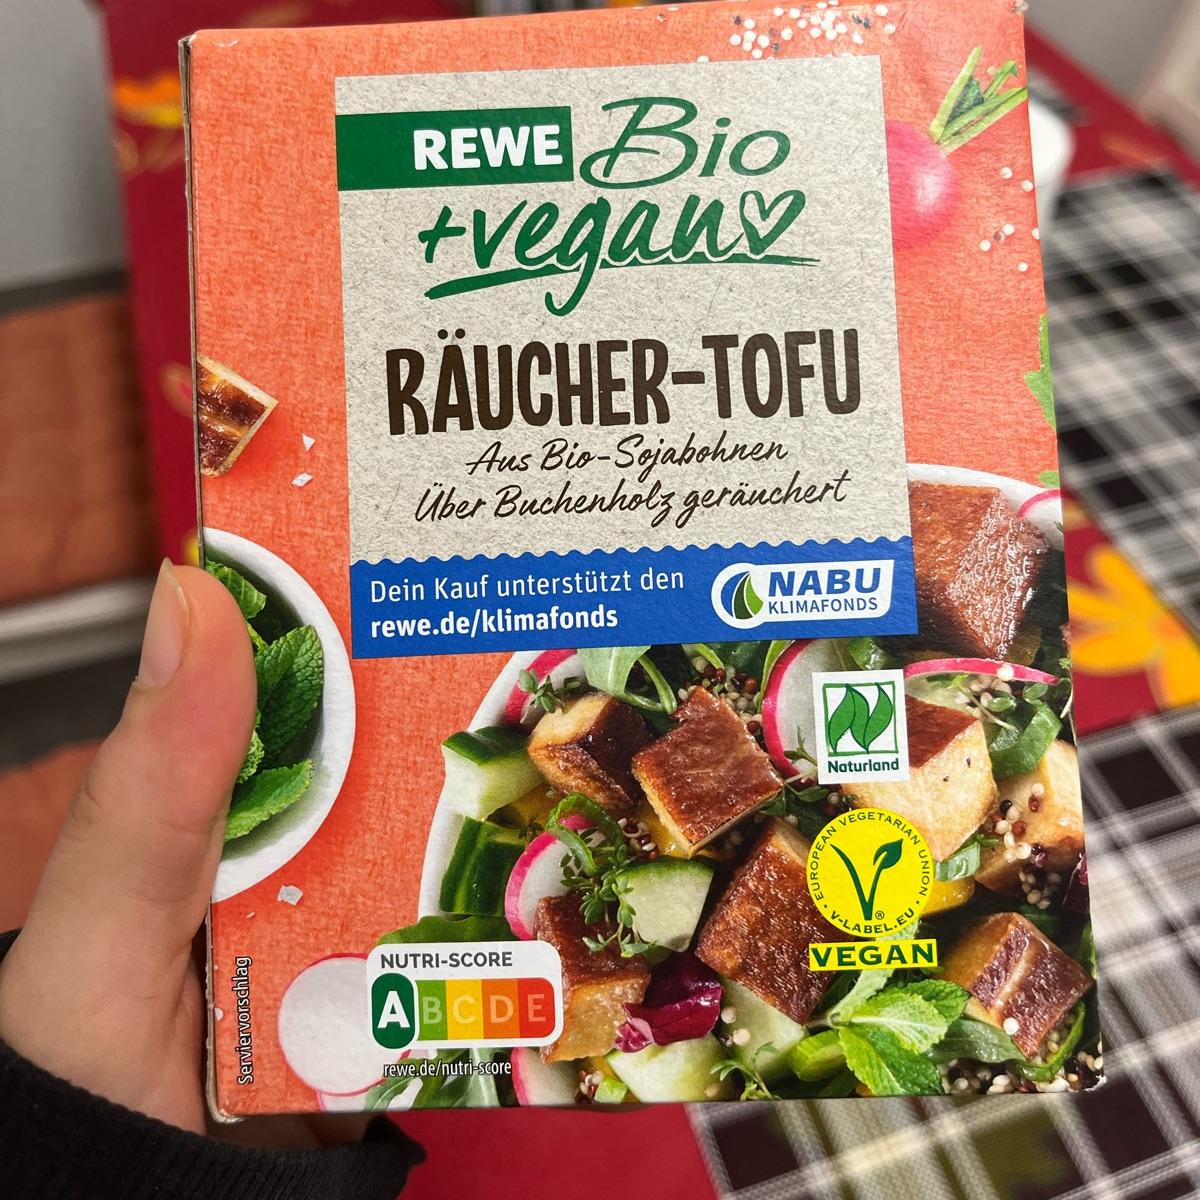 REWE Bio
+vegan
RÄUCHER-TOFU
Aus Bio-Sojabohnen
Über Buchenholz geräuchert
Dein Kauf unterstützt den
rewe.de/klimafonds
NABU
KLIMAFONDS
Naturland
EUROPEAN VEGETARIAN UNION
V-LABEL.EU
®
VEGAN
NUTRI-SCORE
A B C D E
rewe.de/nutri-score
Serviervorschlag